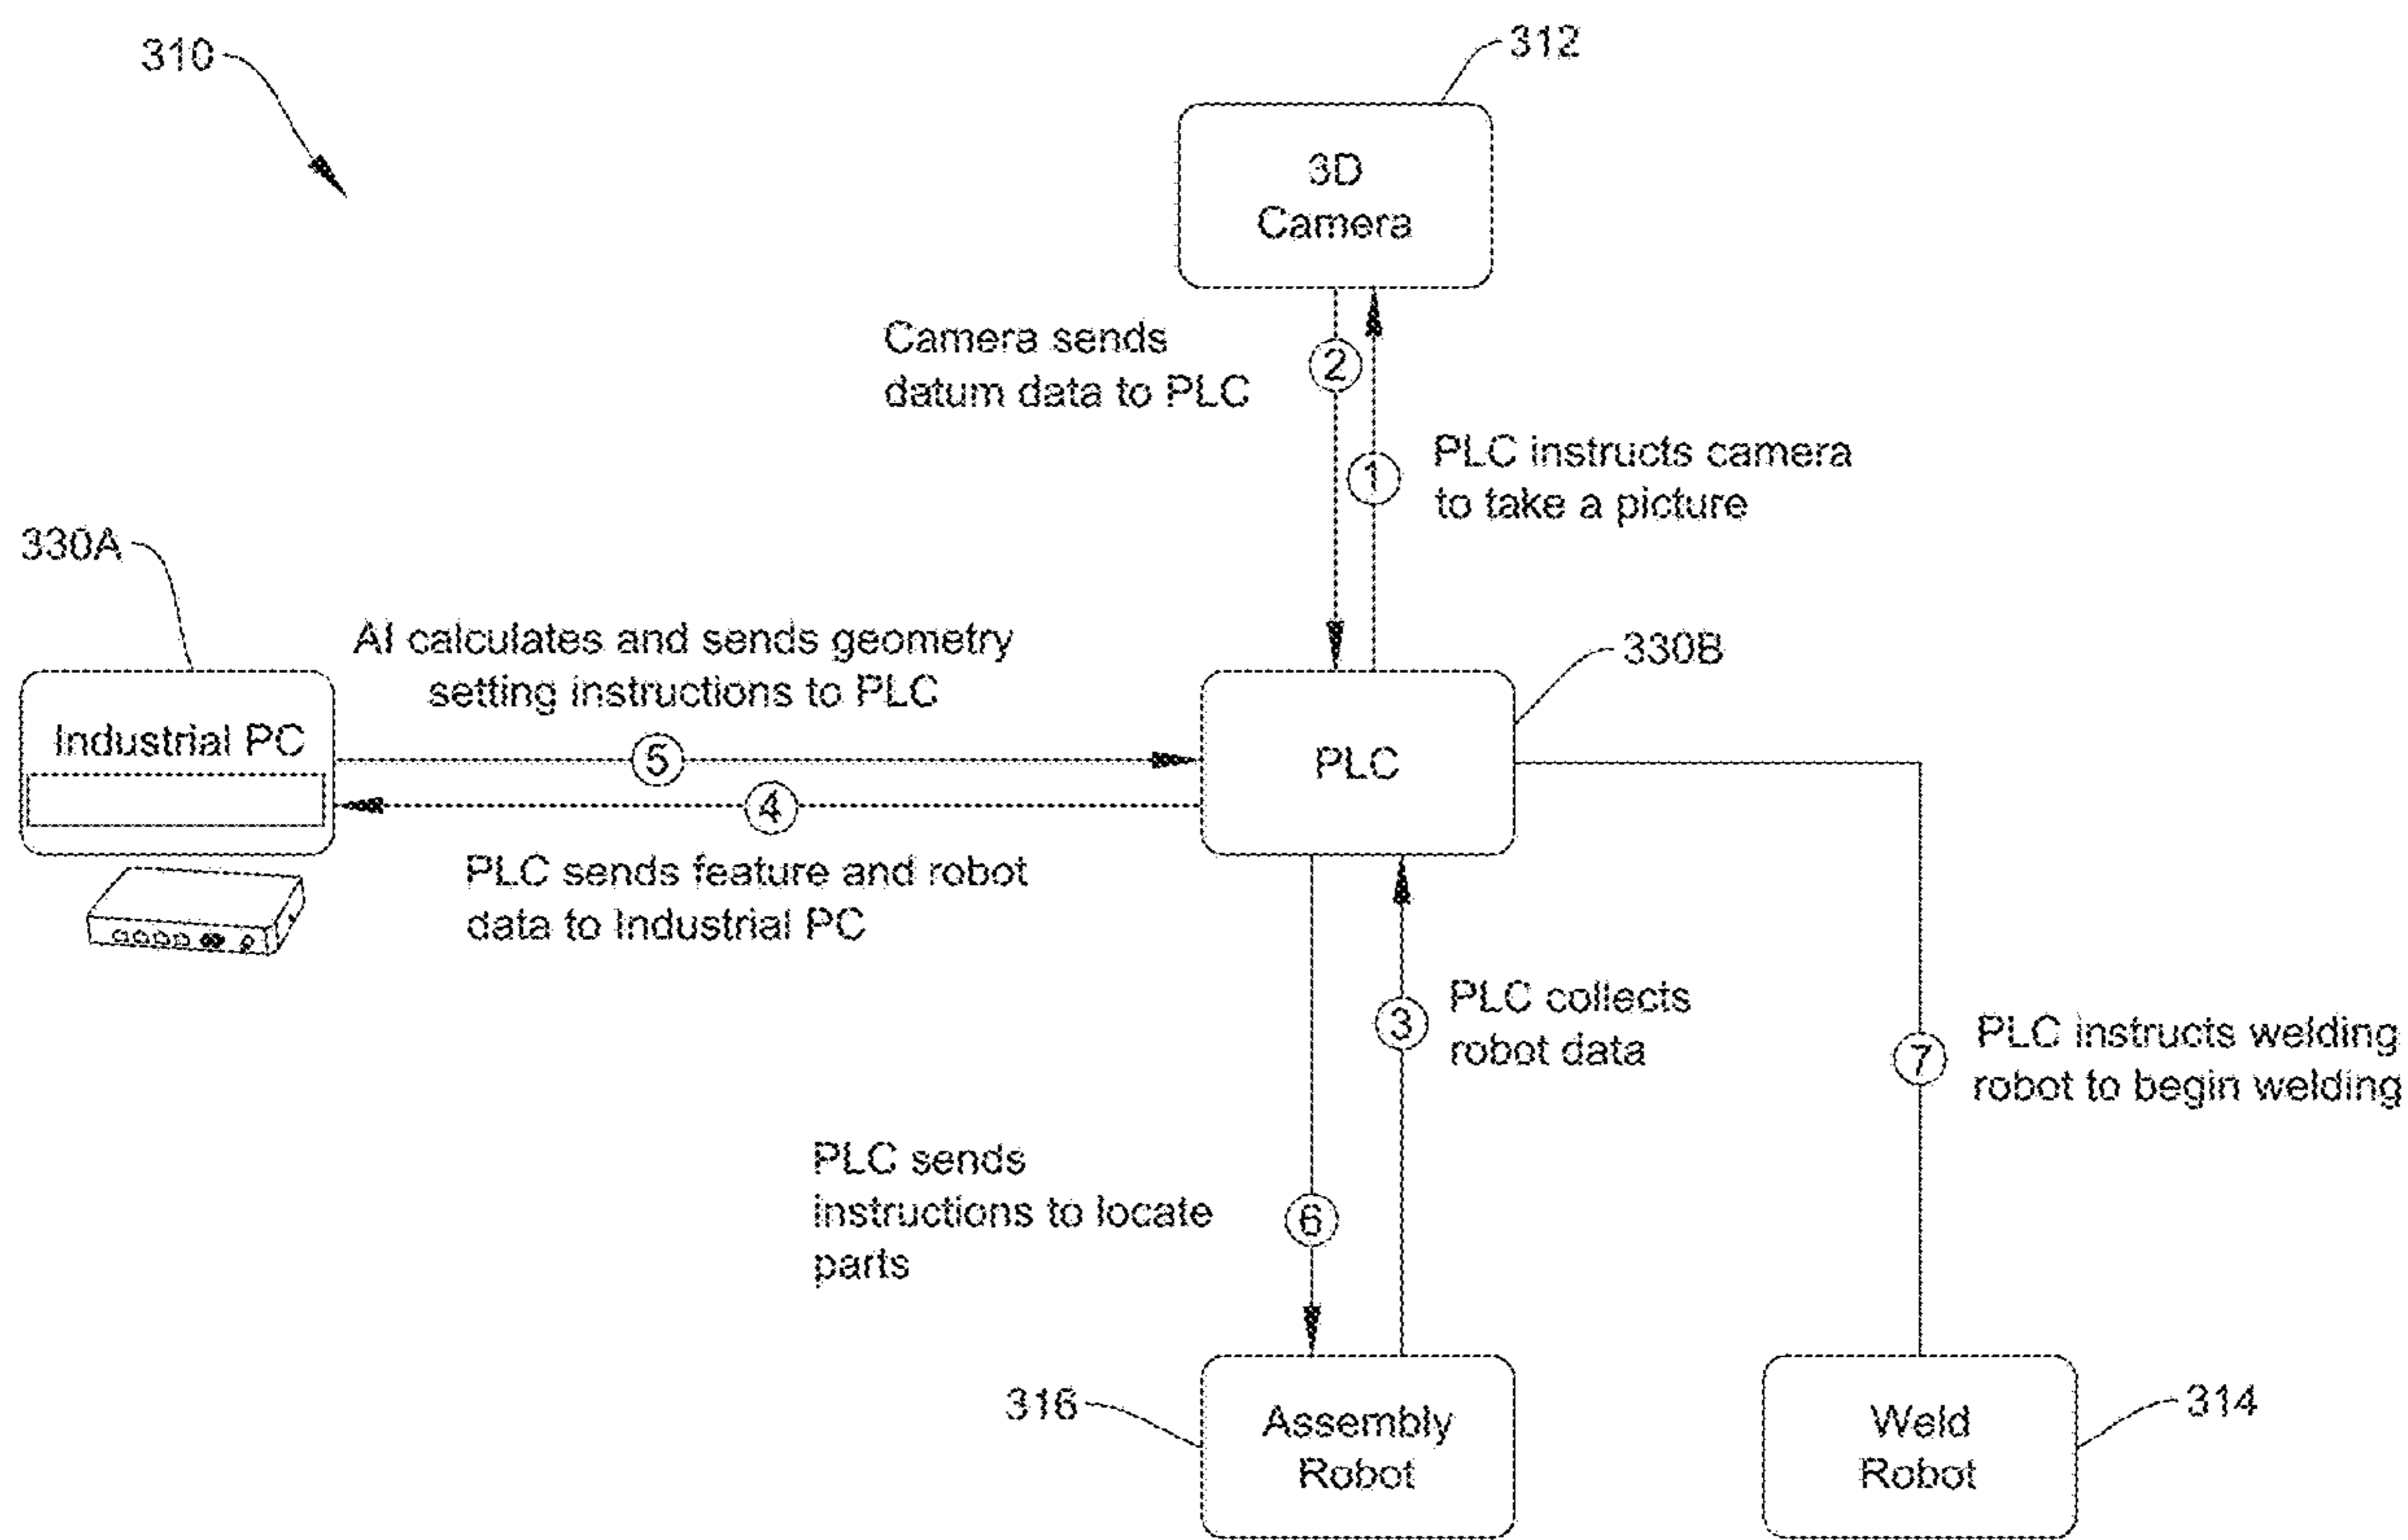 310
312
3D
Camera
Camera sends
datum data to PLC
2
1
PLC instructs camera
to take a picture
330A
AI calculates and sends geometry
setting instructions to PLC
330B
Industrial PC
5
PLC
4
PLC sends feature and robot
data to Industrial PC
3
PLC collects
robot data
7
PLC instructs welding
robot to begin welding
PLC sends
instructions to locate
parts
6
316
Assembly
Robot
Weld
Robot
314